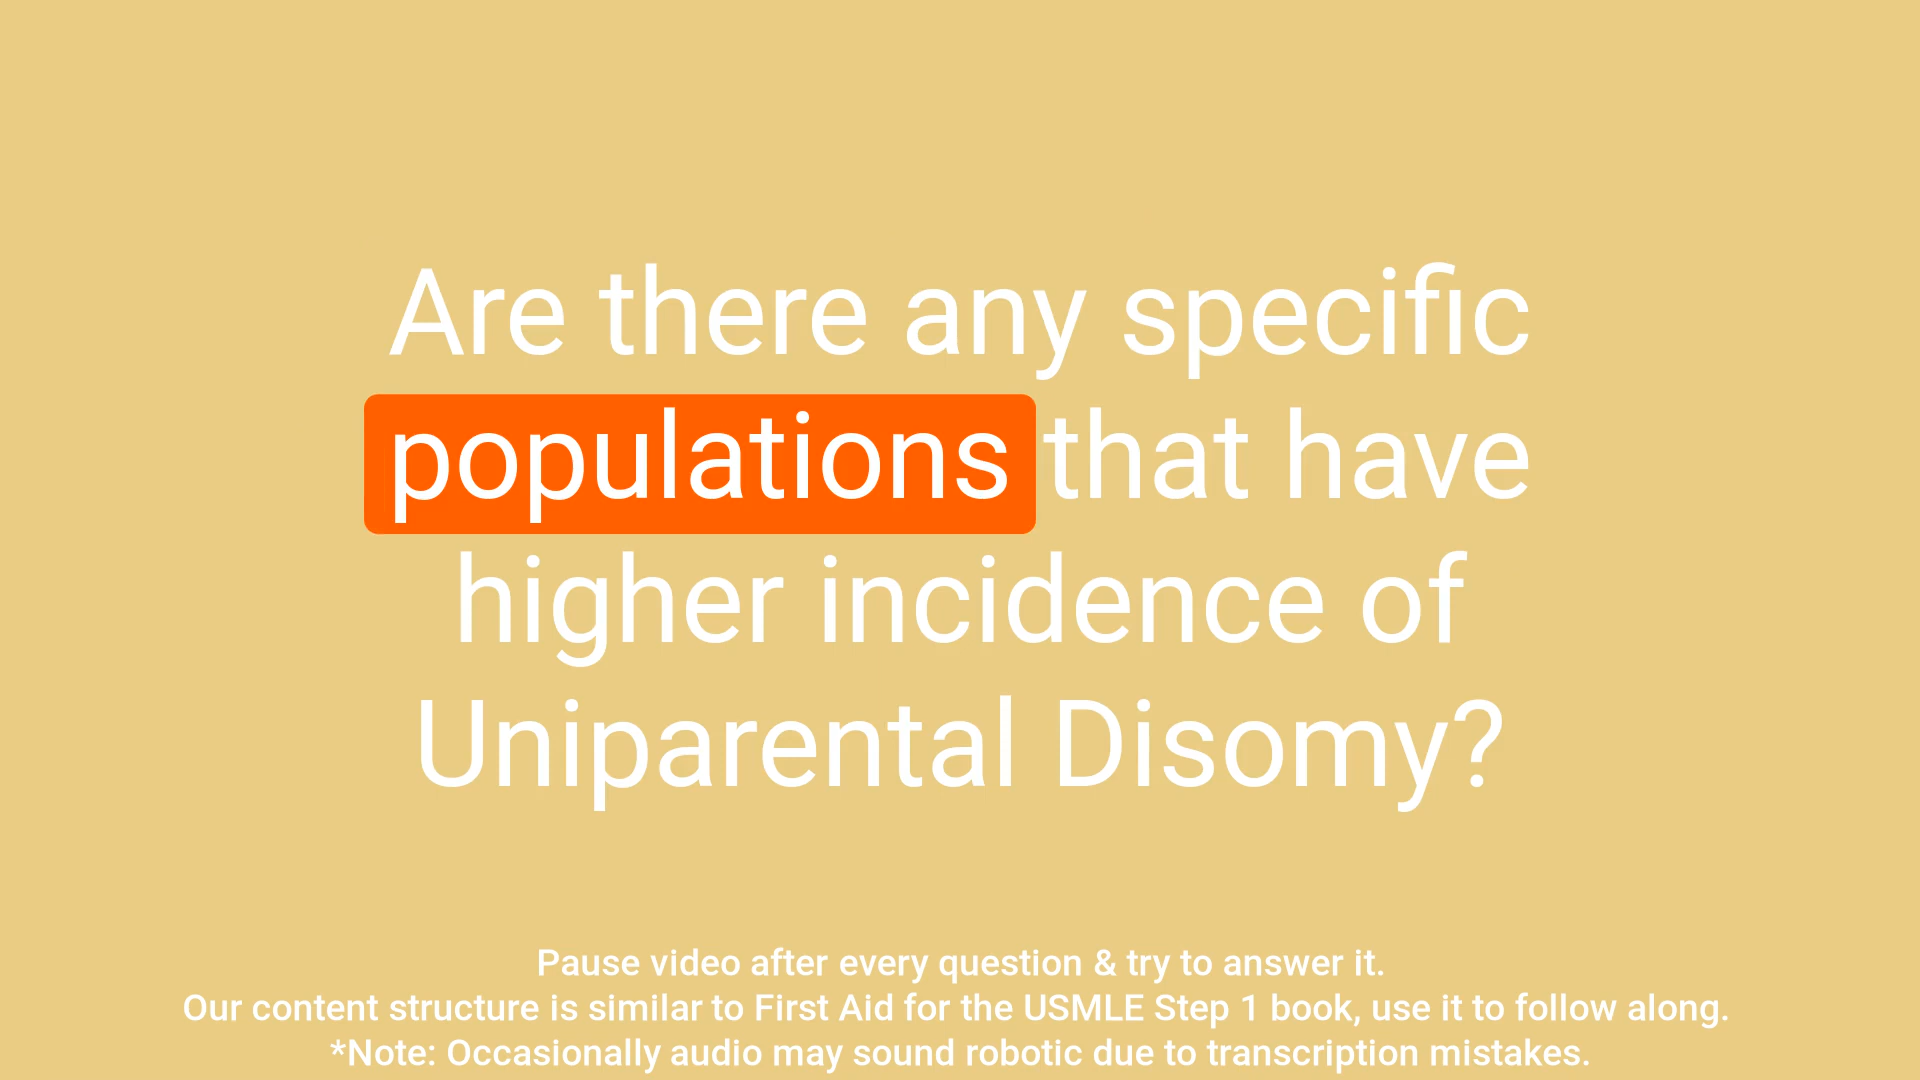 Are there any specific
populations that have
higher incidence of
Uniparental Disomy?
Pause video after every question & try to answer it.
Our content structure is similar to First Aid for the USMLE Step 1 book, use it to follow along.
*Note: Occasionally audio may sound robotic due to transcription mistakes.